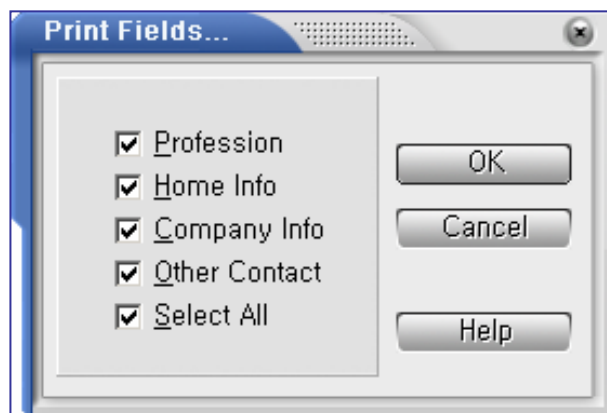 Print Fields...
Profession
Home Info
Company Info
Other Contact
Select All
OK
Cancel
Help